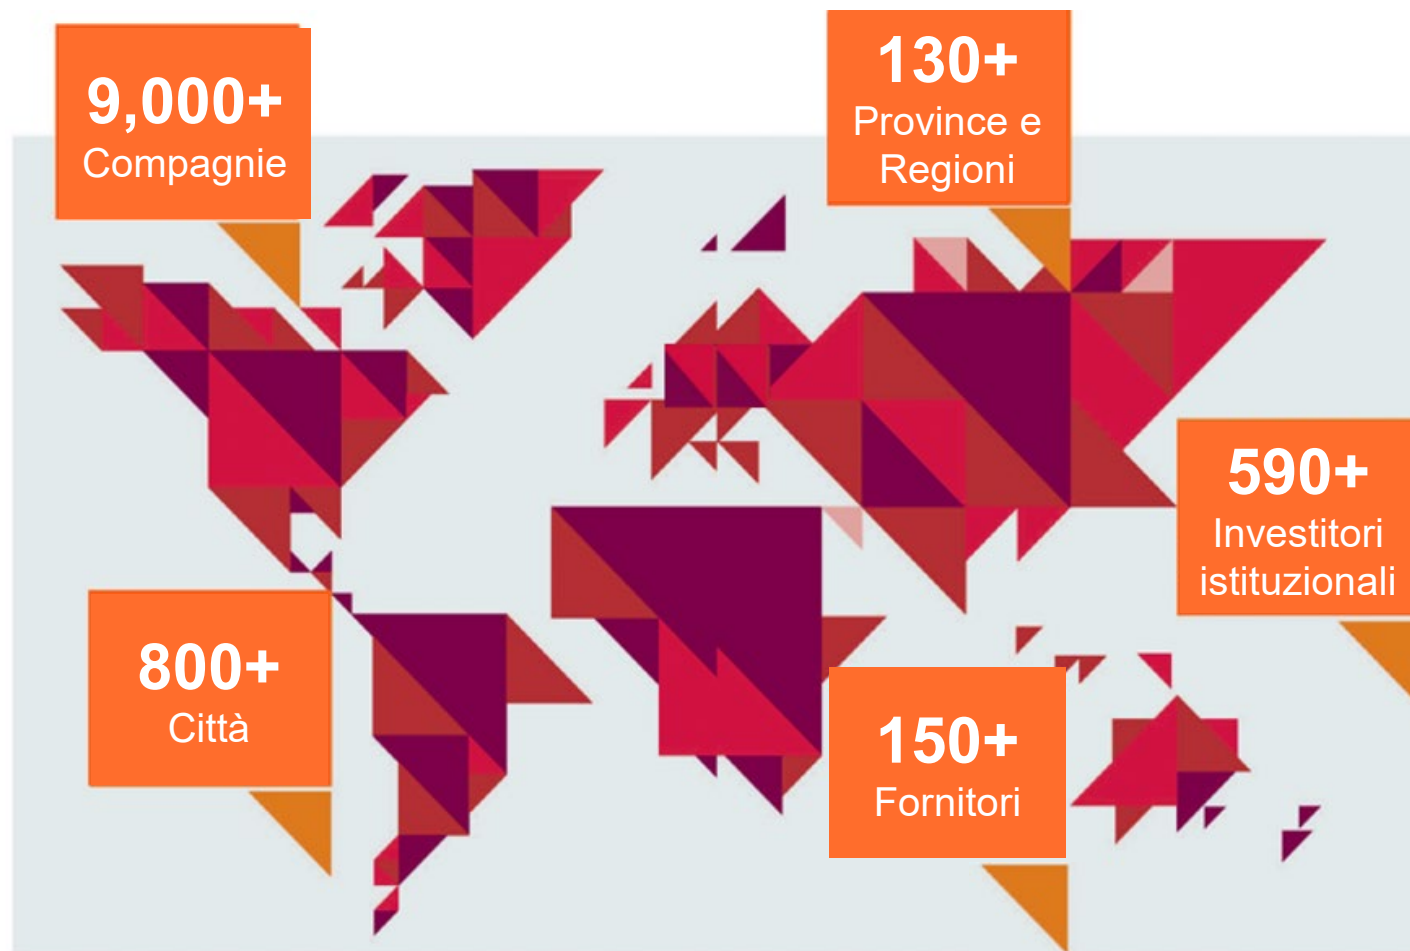 9,000+
Compagnie
130+
Province e
Regioni
590+
Investitori
istituzionali
800+
Città
150+
Fornitori